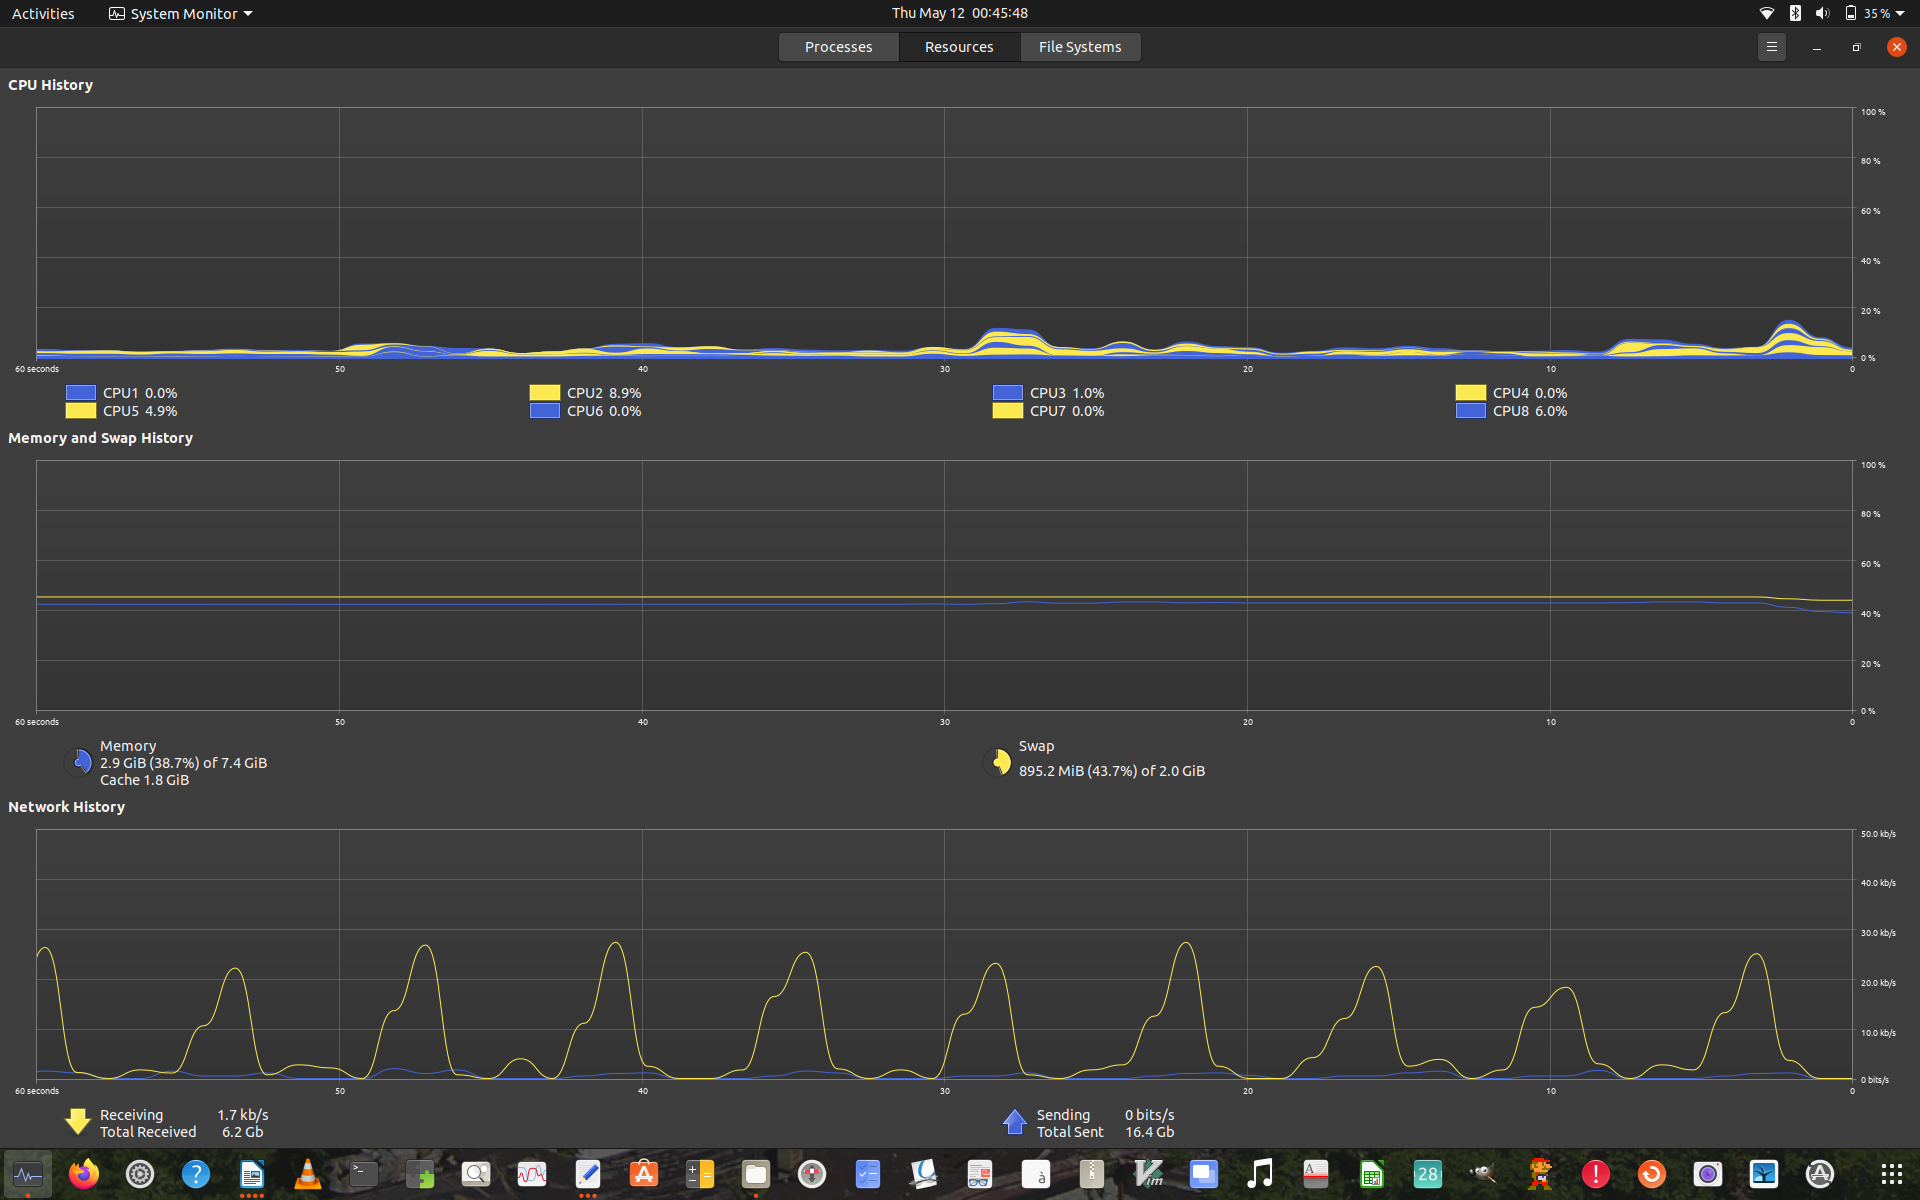 Activities System Monitor Thu May 12 00:45:48 35 %
Processes Resources File Systems
CPU History
100 %
80 %
60 %
40 %
20 %
0 %
60 seconds 50 40 30 20 10 0
CPU1 0.0% CPU2 8.9% CPU3 1.0% CPU4 0.0%
CPU5 4.9% CPU6 0.0% CPU7 0.0% CPU8 6.0%
Memory and Swap History
100 %
80 %
60 %
40 %
20 %
0 %
60 seconds 50 40 30 20 10 0
Memory
2.9 GiB (38.7%) of 7.4 GiB
Cache 1.8 GiB
Swap
895.2 MiB (43.7%) of 2.0 GiB
Network History
50.0 kb/s
40.0 kb/s
30.0 kb/s
20.0 kb/s
10.0 kb/s
0 bits/s
60 seconds 50 40 30 20 10 0
Receiving 1.7 kb/s
Total Received 6.2 Gb
Sending 0 bits/s
Total Sent 16.4 Gb
? >_ A à Vim A 28 !